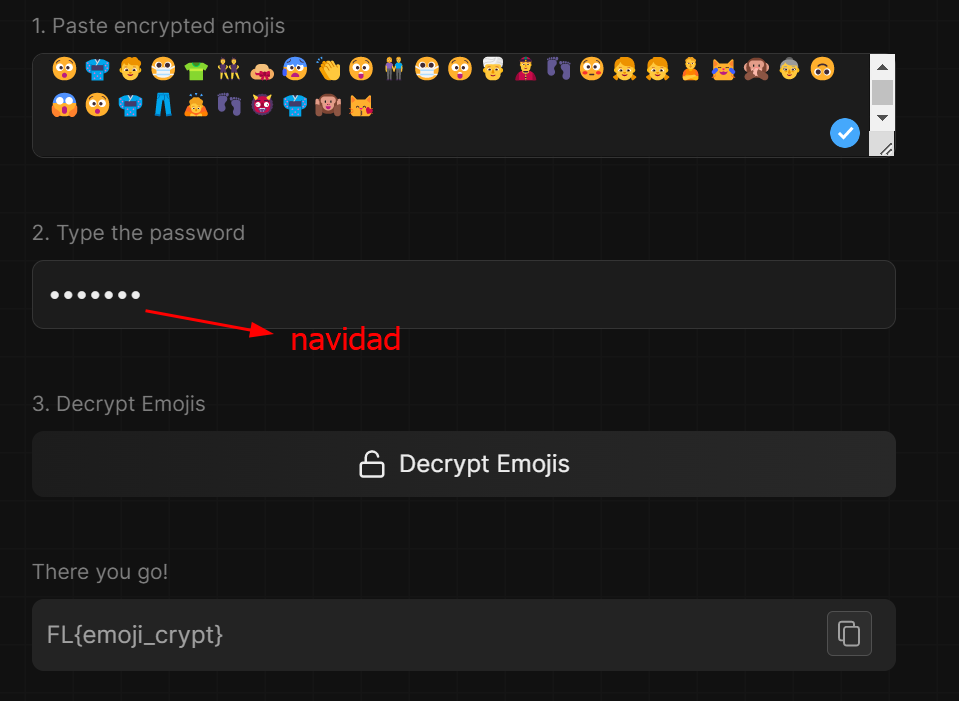 1. Paste encrypted emojis
😳👘👦😷👕👯👝😰👏😳👬😷😳👳💂👣😳👧👧🙎😹🙊👵🙃
😱😳👘👖🙇👣👿👘🙉😽
2. Type the password
•••••••
navidad
3. Decrypt Emojis
Decrypt Emojis
There you go!
FL{emoji_crypt}